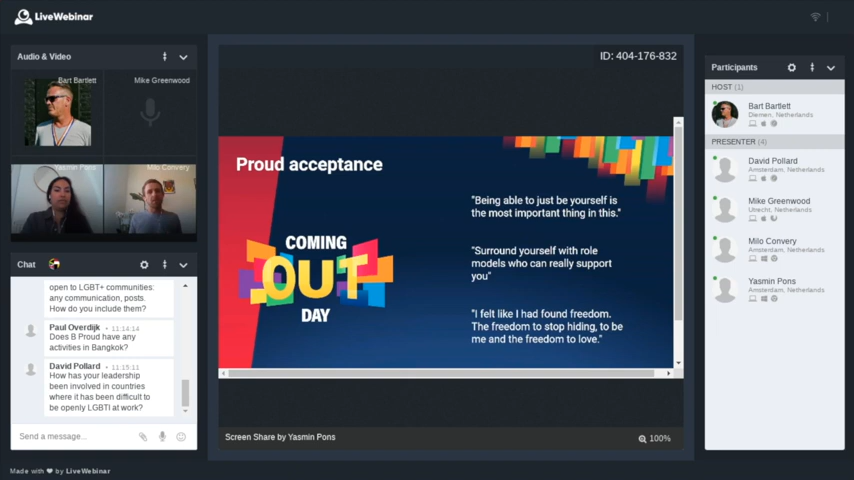 LiveWebinar
Audio & Video
Bart Bartlett
Mike Greenwood
Yasmin Pons
Milo Convery
Chat
open to LGBT+ communities:
any communication, posts.
How do you include them?
Paul Overdijk • 11:14:14
Does B Proud have any
activities in Bangkok?
David Pollard • 11:15:11
How has your leadership
been involved in countries
where it has been difficult to
be openly LGBTI at work?
Send a message...
Made with ❤ by LiveWebinar
ID: 404-176-832
Proud acceptance
COMING
OUT
DAY
"Being able to just be yourself is
the most important thing in this."
"Surround yourself with role
models who can really support
you"
"I felt like I had found freedom.
The freedom to stop hiding, to be
me and the freedom to love."
Screen Share by Yasmin Pons
100%
Participants
HOST (1)
Bart Bartlett
Diemen, Netherlands
PRESENTER (4)
David Pollard
Amsterdam, Netherlands
Mike Greenwood
Utrecht, Netherlands
Milo Convery
Amsterdam, Netherlands
Yasmin Pons
Amsterdam, Netherlands